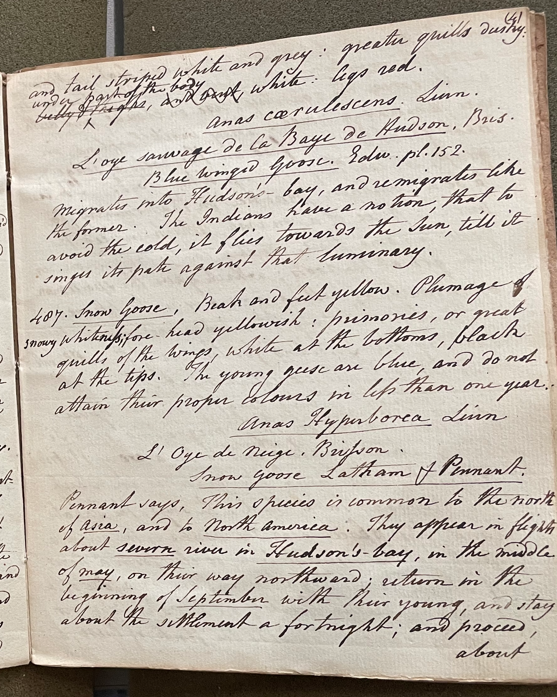 and tail striped white and grey: greater quills dusky.
under part of the body
belly & thighs, and vent, white: legs red.
Anas cærulescens. Linn.
L'oye sauvage de la Baye de Hudson. Bris.
Blue winged Goose. Edw. pl. 152.
Migrates into Hudson's-bay, and remigrates like
the former. The Indians have a notion, that to
avoid the cold, it flies towards the Sun, till it
singes its pate against that luminary.
487. Snow Goose, Beak and feet yellow. Plumage of
snowy whiteness; fore-head yellowish: primories, or great
quills of the wings, white at the bottoms, black
at the tips. The young geese are blue, and do not
attain their proper colours in less than one year.
Anas Hyperborea Linn
L'Oye de Neige. Brisson.
Snow Goose Latham & Pennant.
Pennant says, This species is common to the north
of Asea, and to North America. They appear in flights
about severn river in Hudson's-bay, in the middle
of may, on their way northward; return in the
beginning of September with their young, and stay
about the settlement a fortnight; and proceed,
about